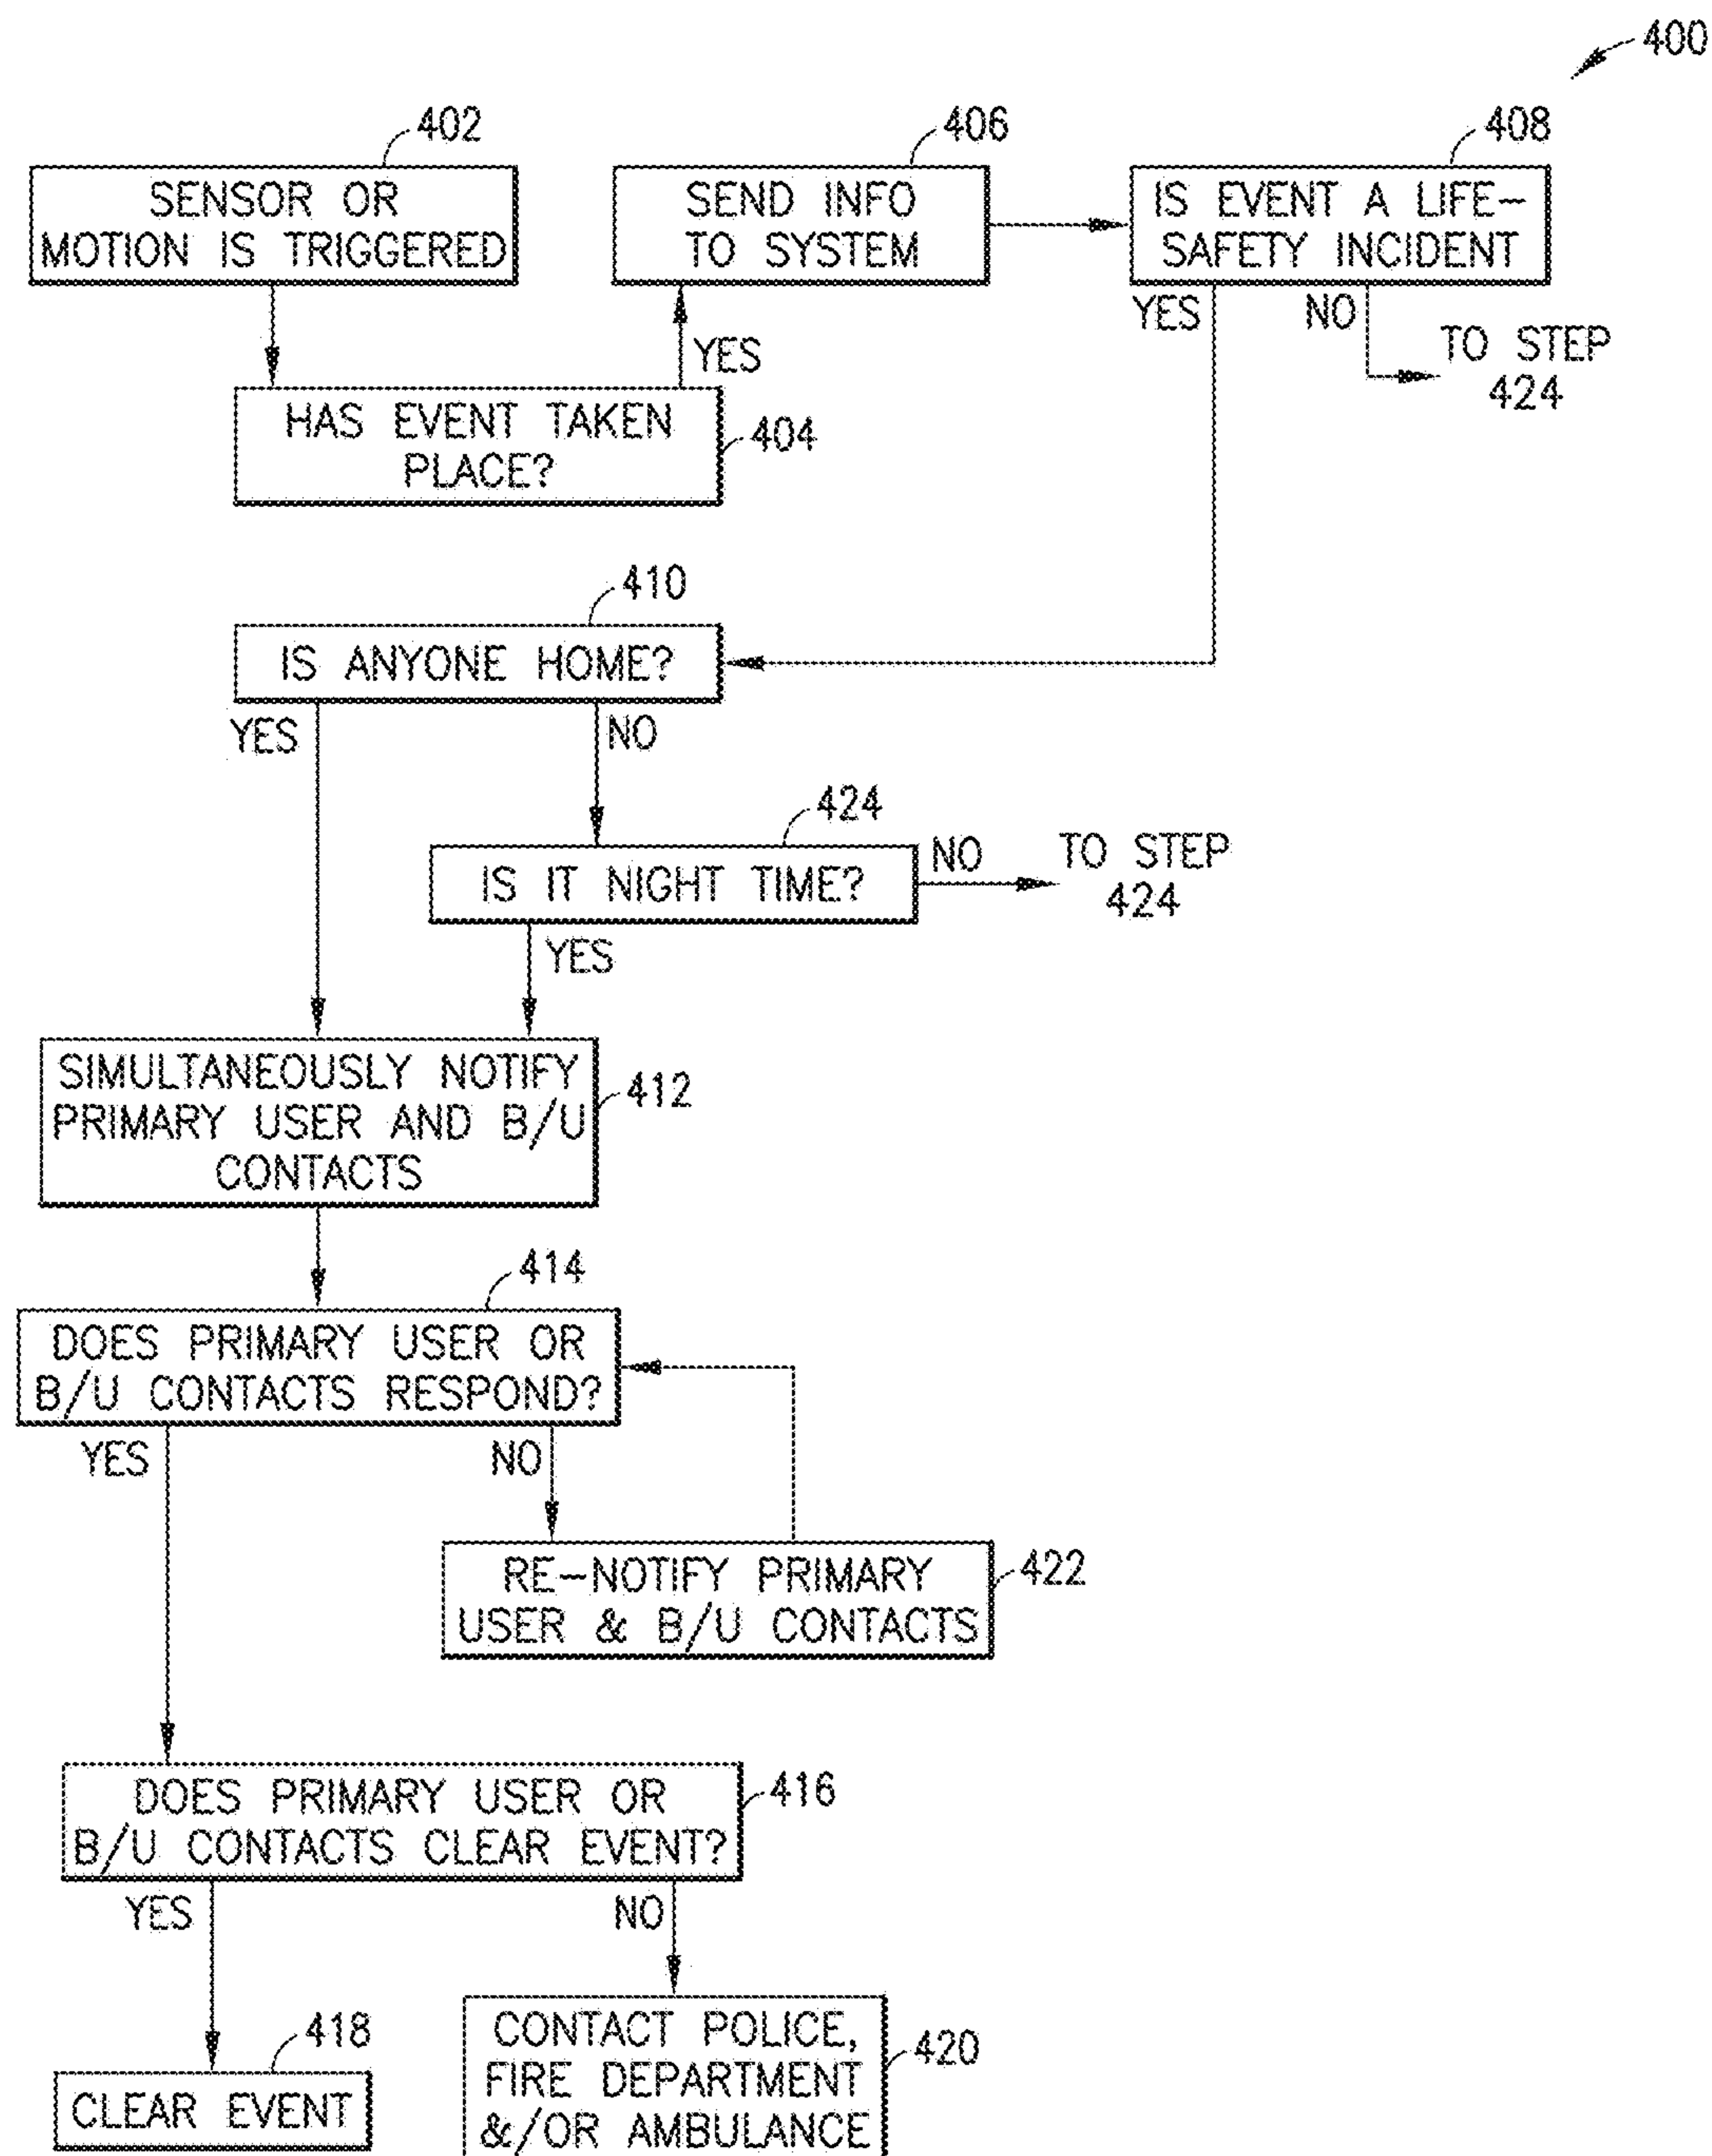 400
402
SENSOR OR
MOTION IS TRIGGERED
406
SEND INFO
TO SYSTEM
408
IS EVENT A LIFE-
SAFETY INCIDENT
YES
NO
TO STEP
424
YES
HAS EVENT TAKEN
PLACE?
404
410
IS ANYONE HOME?
YES
NO
424
IS IT NIGHT TIME?
NO
TO STEP
424
YES
SIMULTANEOUSLY NOTIFY
PRIMARY USER AND B/U
CONTACTS
412
414
DOES PRIMARY USER OR
B/U CONTACTS RESPOND?
YES
NO
RE-NOTIFY PRIMARY
USER & B/U CONTACTS
422
DOES PRIMARY USER OR
B/U CONTACTS CLEAR EVENT?
416
YES
NO
418
CLEAR EVENT
CONTACT POLICE,
FIRE DEPARTMENT
&/OR AMBULANCE
420